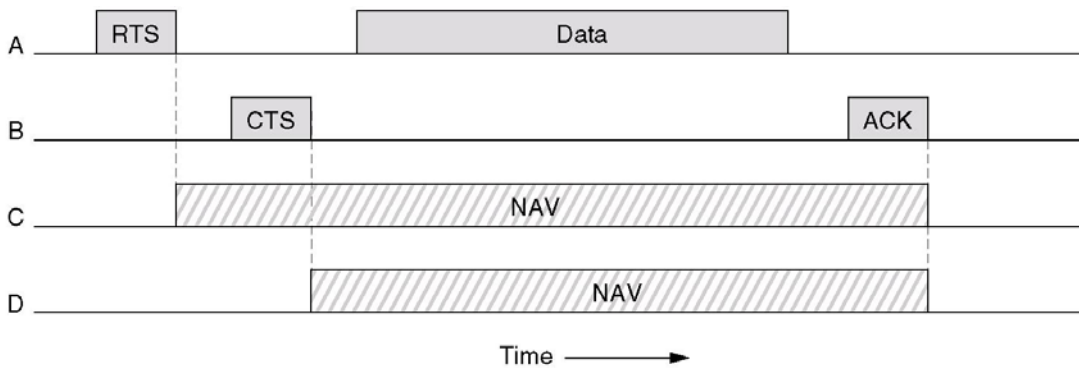 A RTS Data
B CTS ACK
C NAV
D NAV
Time